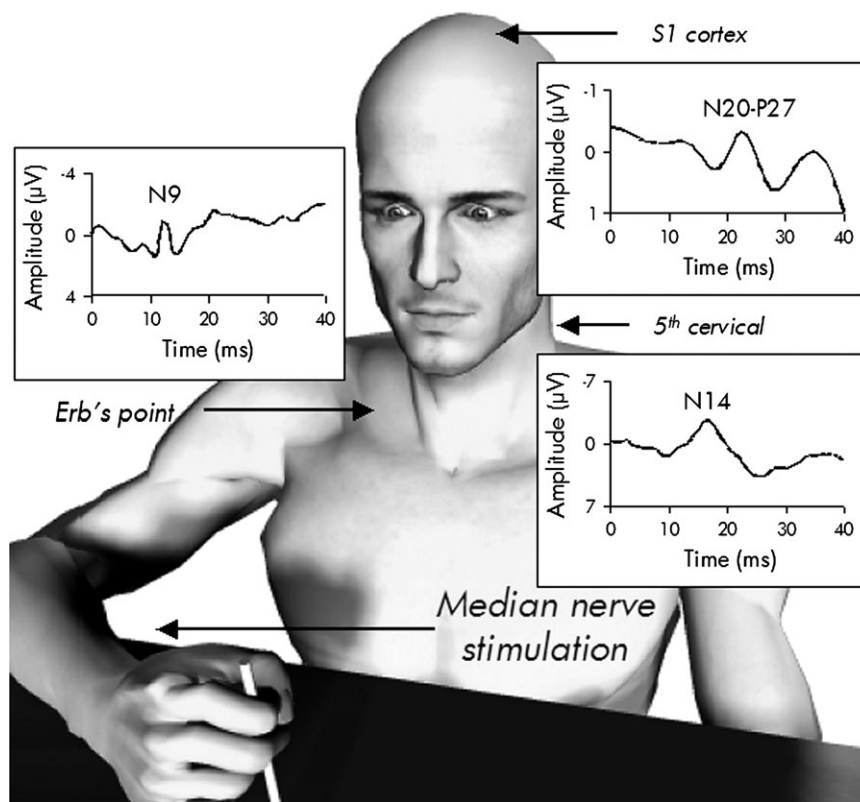 S1 cortex
N20-P27
Amplitude (µV)
-1
0
1
0 10 20 30 40
Time (ms)
N9
Amplitude (µV)
-4
0
4
0 10 20 30 40
Time (ms)
5th cervical
Erb's point
N14
Amplitude (µV)
-7
0
7
0 10 20 30 40
Time (ms)
Median nerve
stimulation